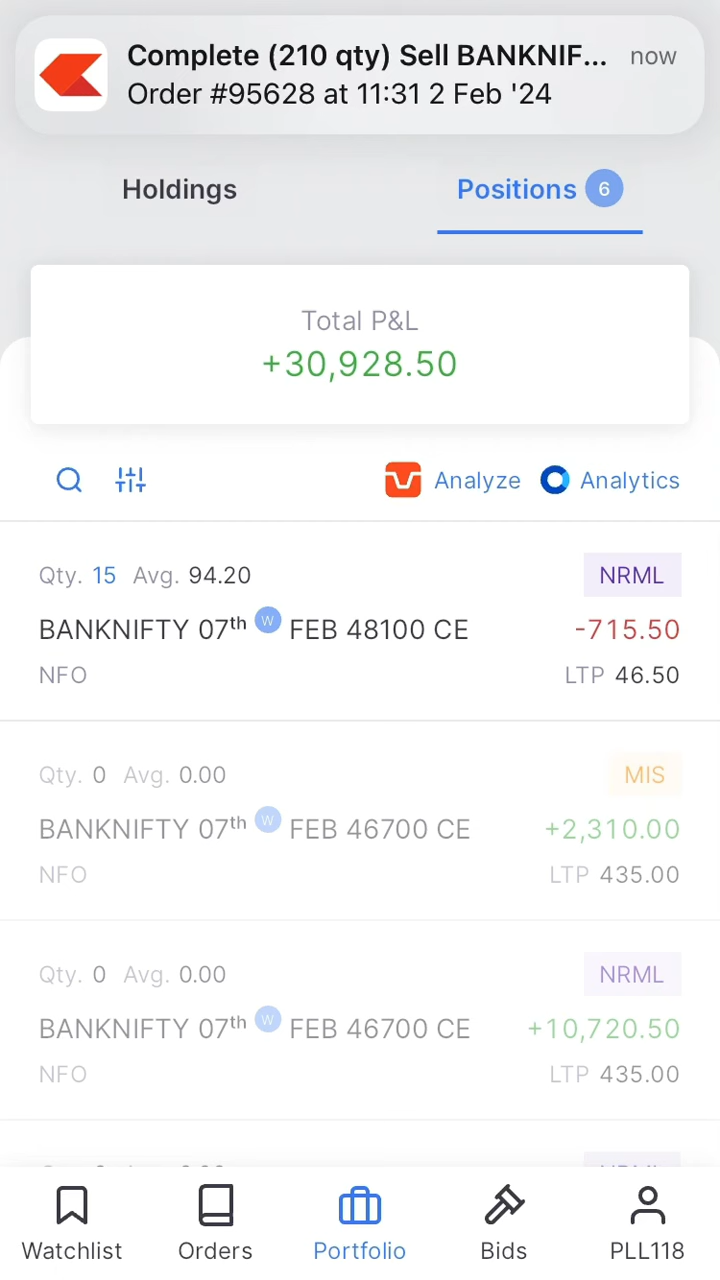 Complete (210 qty) Sell BANKNIF... now
Order #95628 at 11:31 2 Feb '24
Holdings Positions 6
Total P&L
+30,928.50
Analyze Analytics
Qty. 15 Avg. 94.20 NRML
BANKNIFTY 07th W FEB 48100 CE -715.50
NFO LTP 46.50
Qty. 0 Avg. 0.00 MIS
BANKNIFTY 07th W FEB 46700 CE +2,310.00
NFO LTP 435.00
Qty. 0 Avg. 0.00 NRML
BANKNIFTY 07th W FEB 46700 CE +10,720.50
NFO LTP 435.00
Watchlist Orders Portfolio Bids PLL118